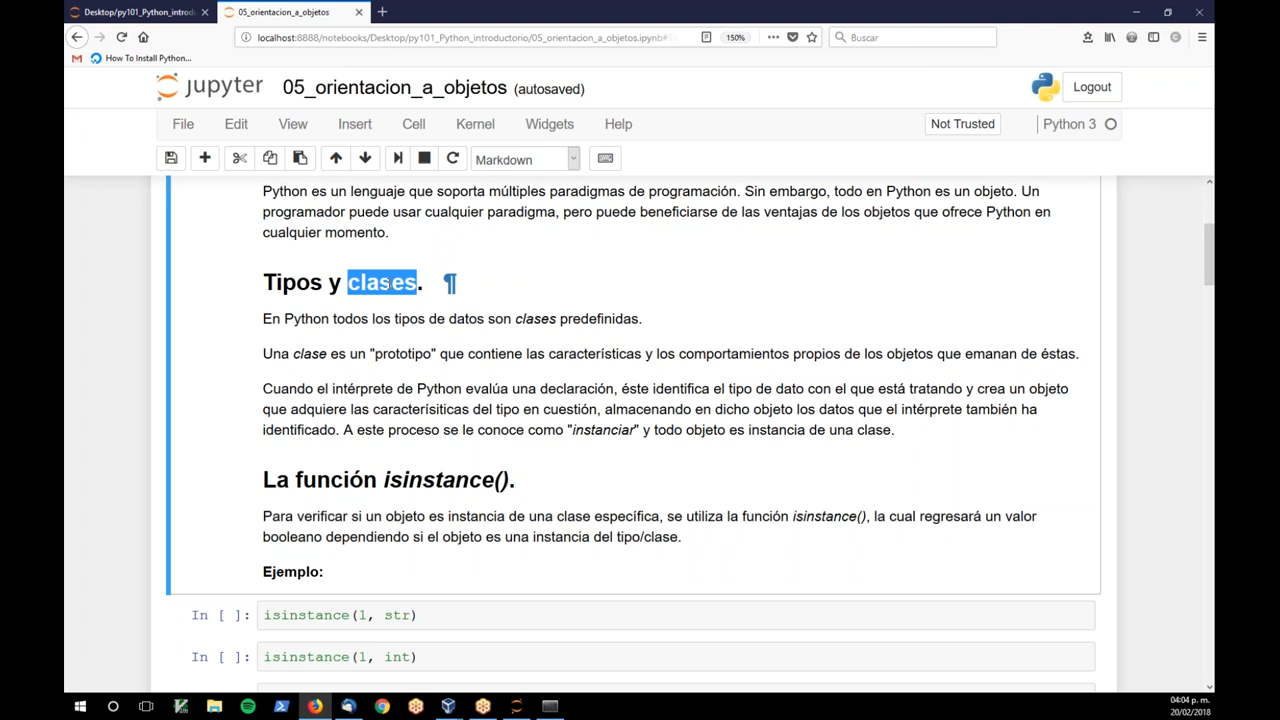 Desktop/py101_Python_introdu
05_orientacion_a_objetos
localhost:8888/notebooks/Desktop/py101_Python_introductorio/05_orientacion_a_objetos.ipynb#
150%
Buscar
How To Install Python...
jupyter 05_orientacion_a_objetos (autosaved)
Logout
File Edit View Insert Cell Kernel Widgets Help
Not Trusted
Python 3
Markdown
Python es un lenguaje que soporta múltiples paradigmas de programación. Sin embargo, todo en Python es un objeto. Un
programador puede usar cualquier paradigma, pero puede beneficiarse de las ventajas de los objetos que ofrece Python en
cualquier momento.
Tipos y clases. ¶
En Python todos los tipos de datos son clases predefinidas.
Una clase es un "prototipo" que contiene las características y los comportamientos propios de los objetos que emanan de éstas.
Cuando el intérprete de Python evalúa una declaración, éste identifica el tipo de dato con el que está tratando y crea un objeto
que adquiere las caracterísiticas del tipo en cuestión, almacenando en dicho objeto los datos que el intérprete también ha
identificado. A este proceso se le conoce como "instanciar" y todo objeto es instancia de una clase.
La función isinstance().
Para verificar si un objeto es instancia de una clase específica, se utiliza la función isinstance(), la cual regresará un valor
booleano dependiendo si el objeto es una instancia del tipo/clase.
Ejemplo:
In [ ]: isinstance(1, str)
In [ ]: isinstance(1, int)
04:04 p. m.
20/02/2018